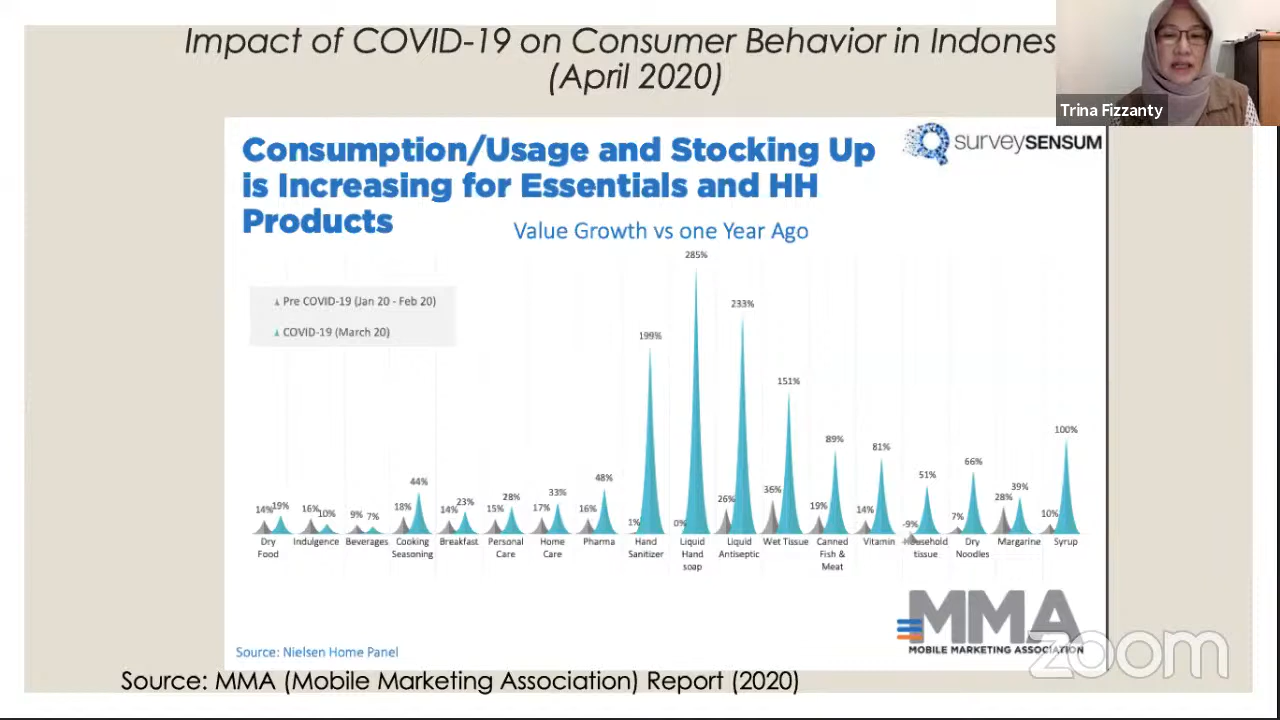 Impact of COVID-19 on Consumer Behavior in Indones
(April 2020)
Trina Fizzanty
surveySENSUM
Consumption/Usage and Stocking Up
is Increasing for Essentials and HH
Products
Value Growth vs one Year Ago
Pre COVID-19 (Jan 20 - Feb 20)
COVID-19 (March 20)
14% 19% 16% 10% 9% 7% 18% 44% 14% 23% 15% 28% 17% 33% 16% 48% 1% 199% 0% 285% 26% 233% 36% 151% 19% 89% 14% 81% -9% 51% 7% 66% 28% 39% 10% 100%
Dry Indulgence Beverages Cooking Breakfast Personal Home Pharma Hand Liquid Liquid Wet Tissue Canned Vitamin Household Dry Margarine Syrup
Food Seasoning Care Care Sanitizer Hand Antiseptic Fish & tissue Noodles
soap Meat
MMA
MOBILE MARKETING ASSOCIATION
zoom
Source: Nielsen Home Panel
Source: MMA (Mobile Marketing Association) Report (2020)